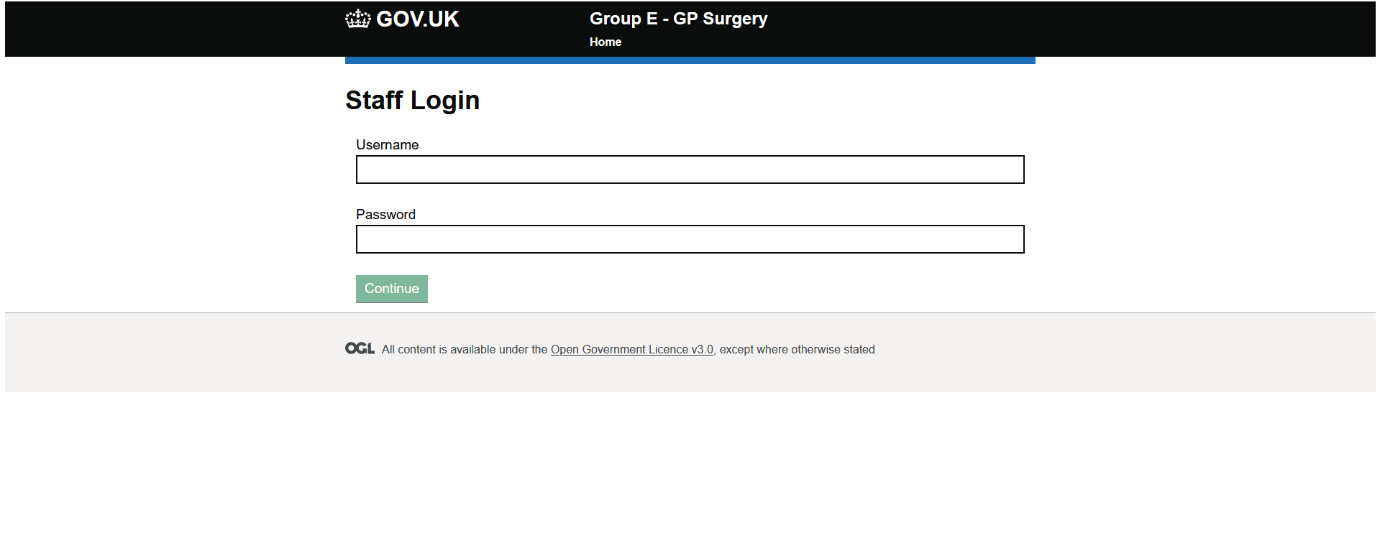 GOV.UK
Group E - GP Surgery
Home
Staff Login
Username
Password
Continue
OGL All content is available under the Open Government Licence v3.0, except where otherwise stated